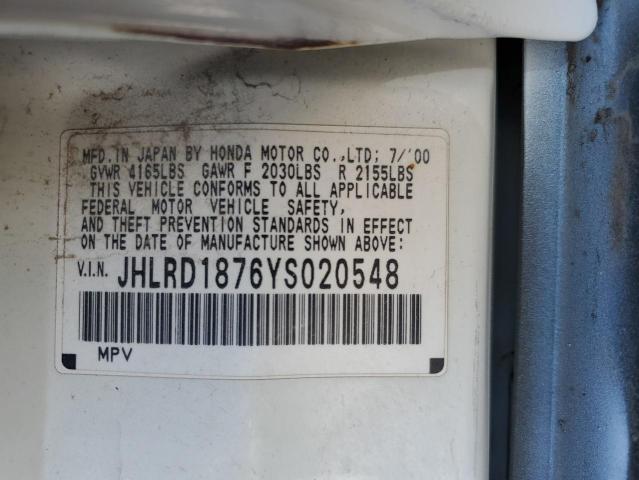 MFD.IN JAPAN BY HONDA MOTOR CO.,LTD; 7/'00
GVWR 4165LBS GAWR F 2030LBS R 2155LBS
THIS VEHICLE CONFORMS TO ALL APPLICABLE
FEDERAL MOTOR VEHICLE SAFETY,
AND THEFT PREVENTION STANDARDS IN EFFECT
ON THE DATE OF MANUFACTURE SHOWN ABOVE:
V.I.N. JHLRD1876YS020548
MPV